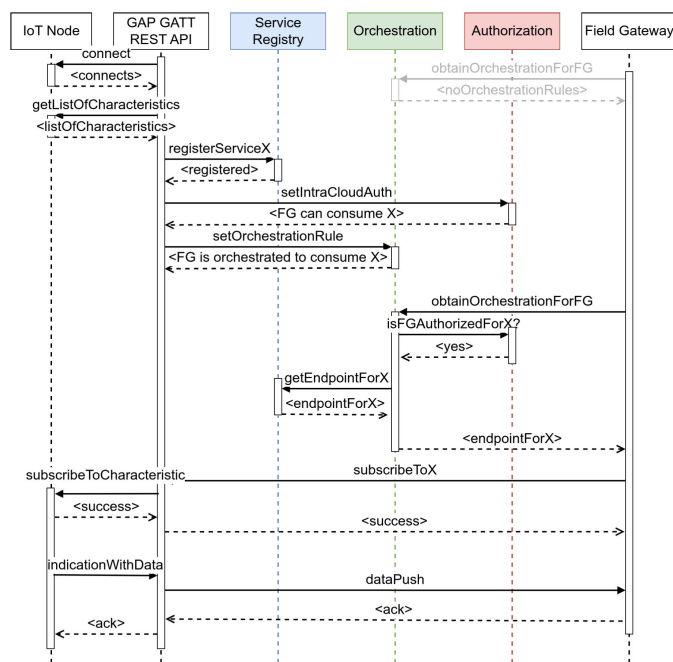 IoT Node
GAP GATT
REST API
Service
Registry
Orchestration
Authorization
Field Gateway
connect
<connects>
obtainOrchestrationForFG
<noOrchestrationRules>
getListOfCharacteristics
<listOfCharacteristics>
registerServiceX
<registered>
setIntraCloudAuth
<FG can consume X>
setOrchestrationRule
<FG is orchestrated to consume X>
obtainOrchestrationForFG
isFGAuthorizedForX?
<yes>
getEndpointForX
<endpointForX>
<endpointForX>
subscribeToX
subscribeToCharacteristic
<success>
<success>
indicationWithData
dataPush
<ack>
<ack>